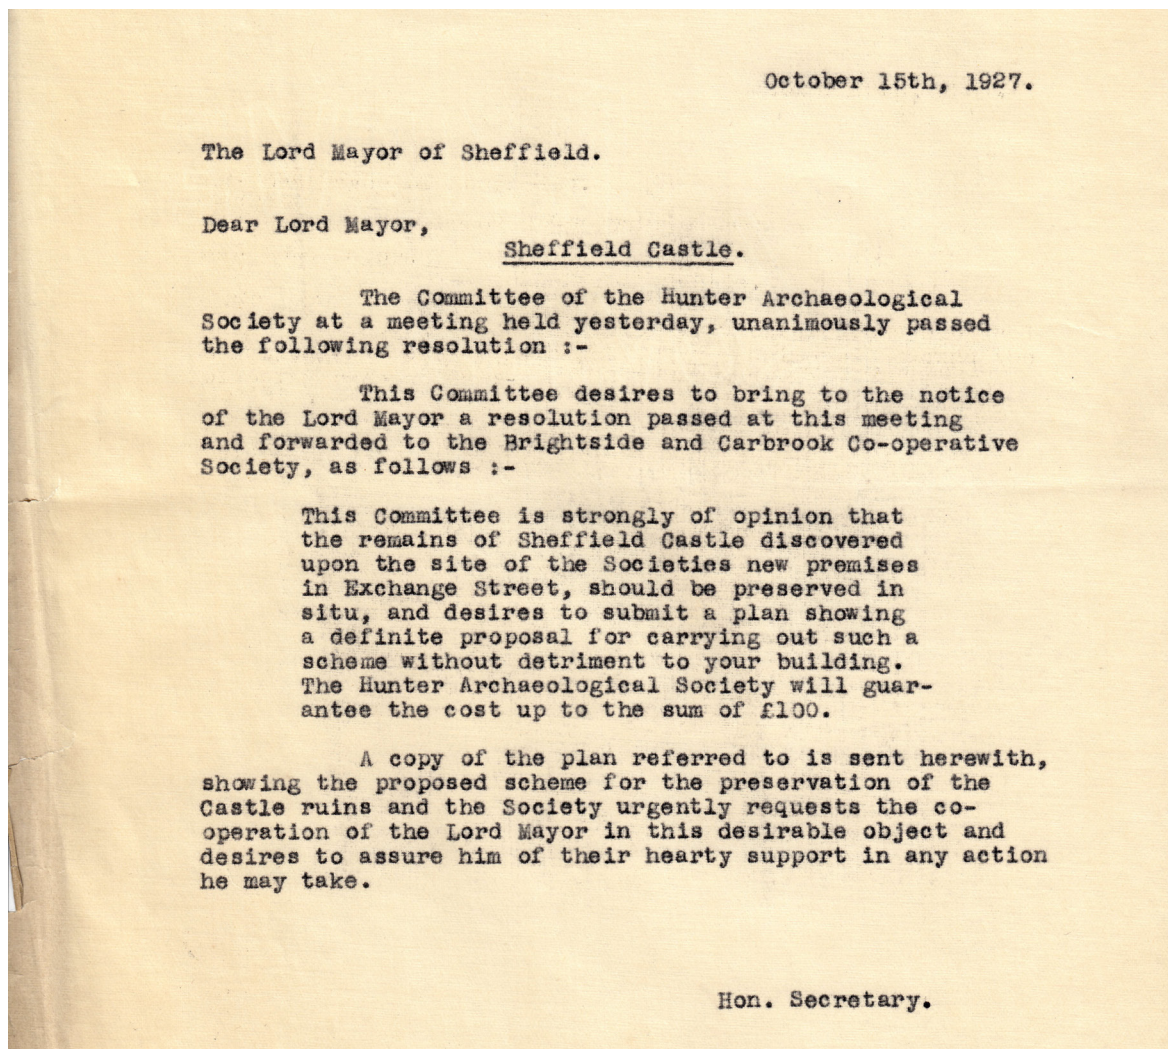 October 15th, 1927.
The Lord Mayor of Sheffield.
Dear Lord Mayor,
Sheffield Castle.
The Committee of the Hunter Archaeological
Society at a meeting held yesterday, unanimously passed
the following resolution :-
This Committee desires to bring to the notice
of the Lord Mayor a resolution passed at this meeting
and forwarded to the Brightside and Carbrook Co-operative
Society, as follows :-
This Committee is strongly of opinion that
the remains of Sheffield Castle discovered
upon the site of the Societies new premises
in Exchange Street, should be preserved in
situ, and desires to submit a plan showing
a definite proposal for carrying out such a
scheme without detriment to your building.
The Hunter Archaeological Society will guar-
antee the cost up to the sum of £100.
A copy of the plan referred to is sent herewith,
showing the proposed scheme for the preservation of the
Castle ruins and the Society urgently requests the co-
operation of the Lord Mayor in this desirable object and
desires to assure him of their hearty support in any action
he may take.
Hon. Secretary.